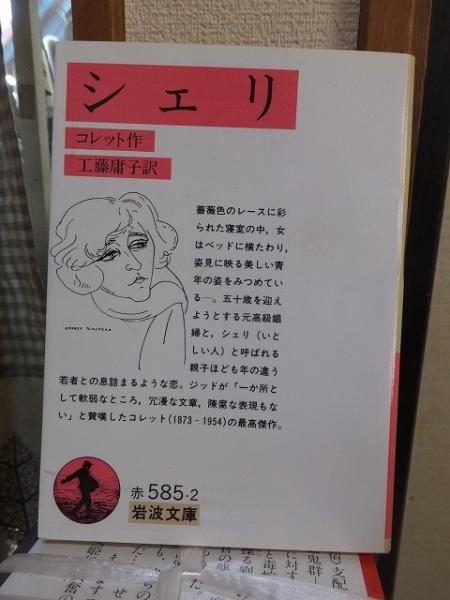 シェリ
コレット作
工藤庸子訳
薔薇色のレースに彩
られた寝室の中，女
はベッドに横たわり，
姿見に映る美しい青
年の姿をみつめてい
る—。五十歳を迎え
ようとする元高級娼
婦と，シェリ（いと
しい人）と呼ばれる
親子ほども年の違う
若者との息詰まるような恋。ジッドが「一か所と
して軟弱なところ，冗漫な文章，陳腐な表現もな
い」と賛嘆したコレット(1873‐1954)の最高傑作。
赤 585-2
岩波文庫